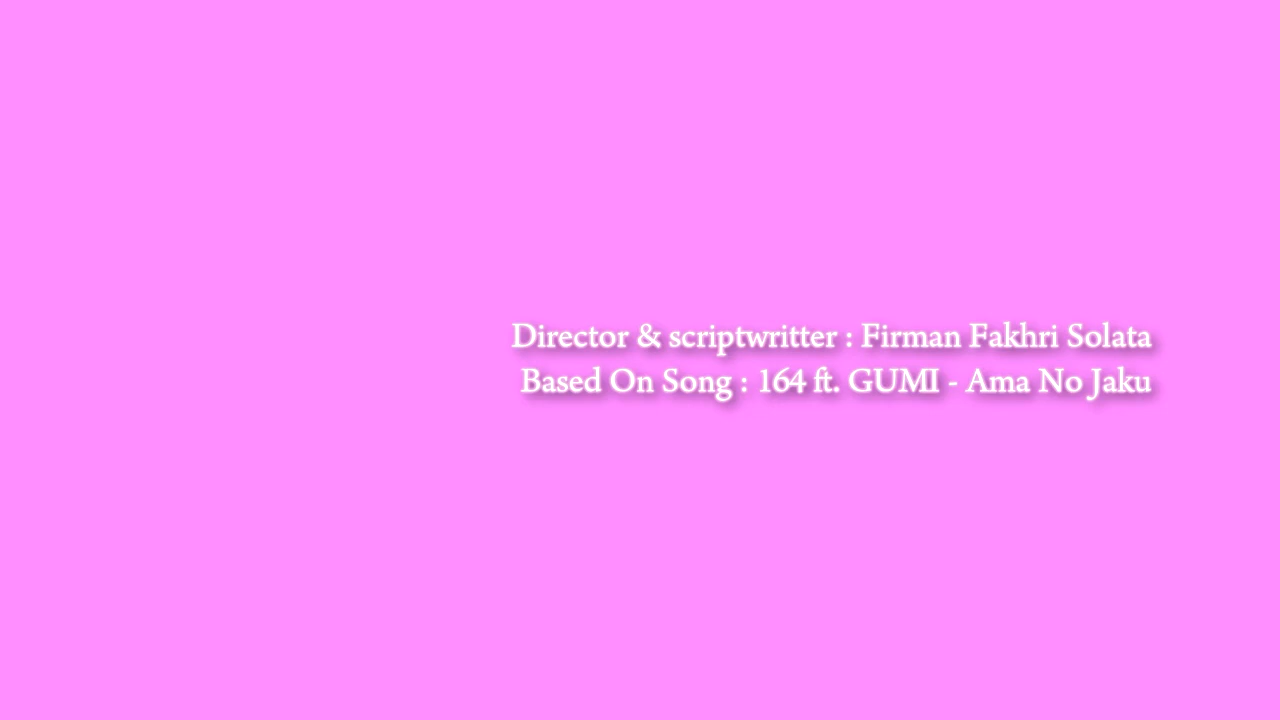 Director & scriptwritter : Firman Fakhri Solata
Based On Song : 164 ft. GUMI - Ama No Jaku